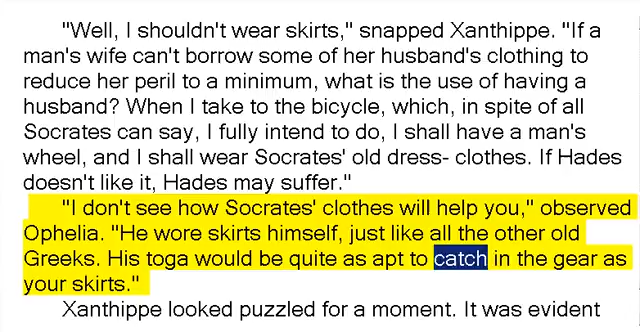 "Well, I shouldn't wear skirts," snapped Xanthippe. "If a
man's wife can't borrow some of her husband's clothing to
reduce her peril to a minimum, what is the use of having a
husband? When I take to the bicycle, which, in spite of all
Socrates can say, I fully intend to do, I shall have a man's
wheel, and I shall wear Socrates' old dress- clothes. If Hades
doesn't like it, Hades may suffer."
"I don't see how Socrates' clothes will help you," observed
Ophelia. "He wore skirts himself, just like all the other old
Greeks. His toga would be quite as apt to catch in the gear as
your skirts."
Xanthippe looked puzzled for a moment. It was evident